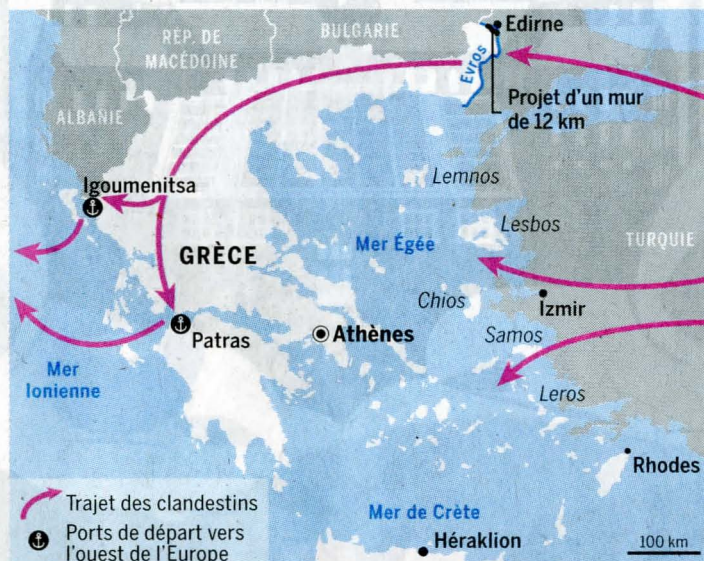 BULGARIE
Edirne
RÉP. DE
MACÉDOINE
Evros
Projet d'un mur
de 12 km
ALBANIE
Igoumenitsa
Lemnos
Lesbos
GRÈCE
Mer Égée
TURQUIE
Chios
Izmir
Patras
Athènes
Samos
Mer
Ionienne
Leros
Rhodes
Trajet des clandestins
Mer de Crète
Ports de départ vers
l'ouest de l'Europe
Héraklion
100 km